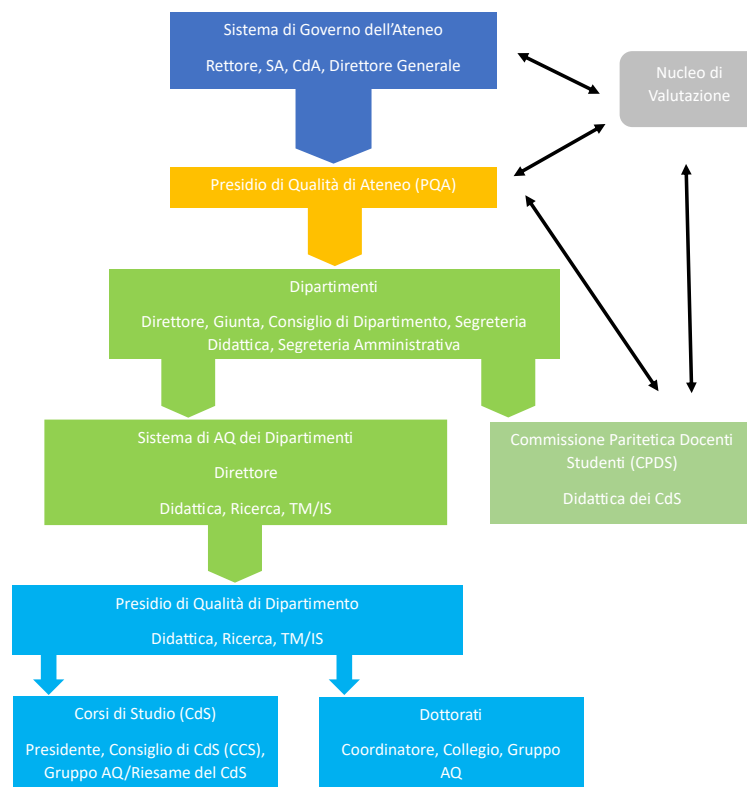 Sistema di Governo dell'Ateneo
Rettore, SA, CdA, Direttore Generale
Nucleo di
Valutazione
Presidio di Qualità di Ateneo (PQA)
Dipartimenti
Direttore, Giunta, Consiglio di Dipartimento, Segreteria
Didattica, Segreteria Amministrativa
Sistema di AQ dei Dipartimenti
Direttore
Didattica, Ricerca, TM/IS
Commissione Paritetica Docenti
Studenti (CPDS)
Didattica dei CdS
Presidio di Qualità di Dipartimento
Didattica, Ricerca, TM/IS
Corsi di Studio (CdS)
Presidente, Consiglio di CdS (CCS),
Gruppo AQ/Riesame del CdS
Dottorati
Coordinatore, Collegio, Gruppo
AQ